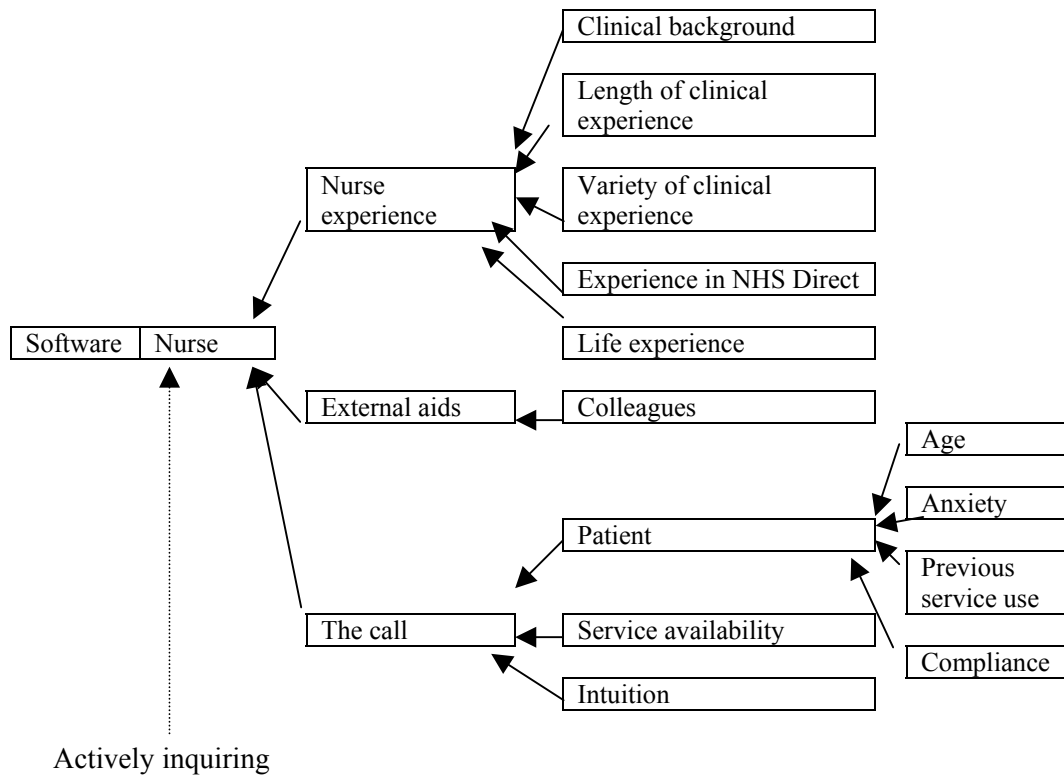 Clinical background
Length of clinical
experience
Nurse
experience
Variety of clinical
experience
Experience in NHS Direct
Software
Nurse
Life experience
External aids
Colleagues
Age
Anxiety
Patient
Previous
service use
The call
Service availability
Compliance
Intuition
Actively inquiring